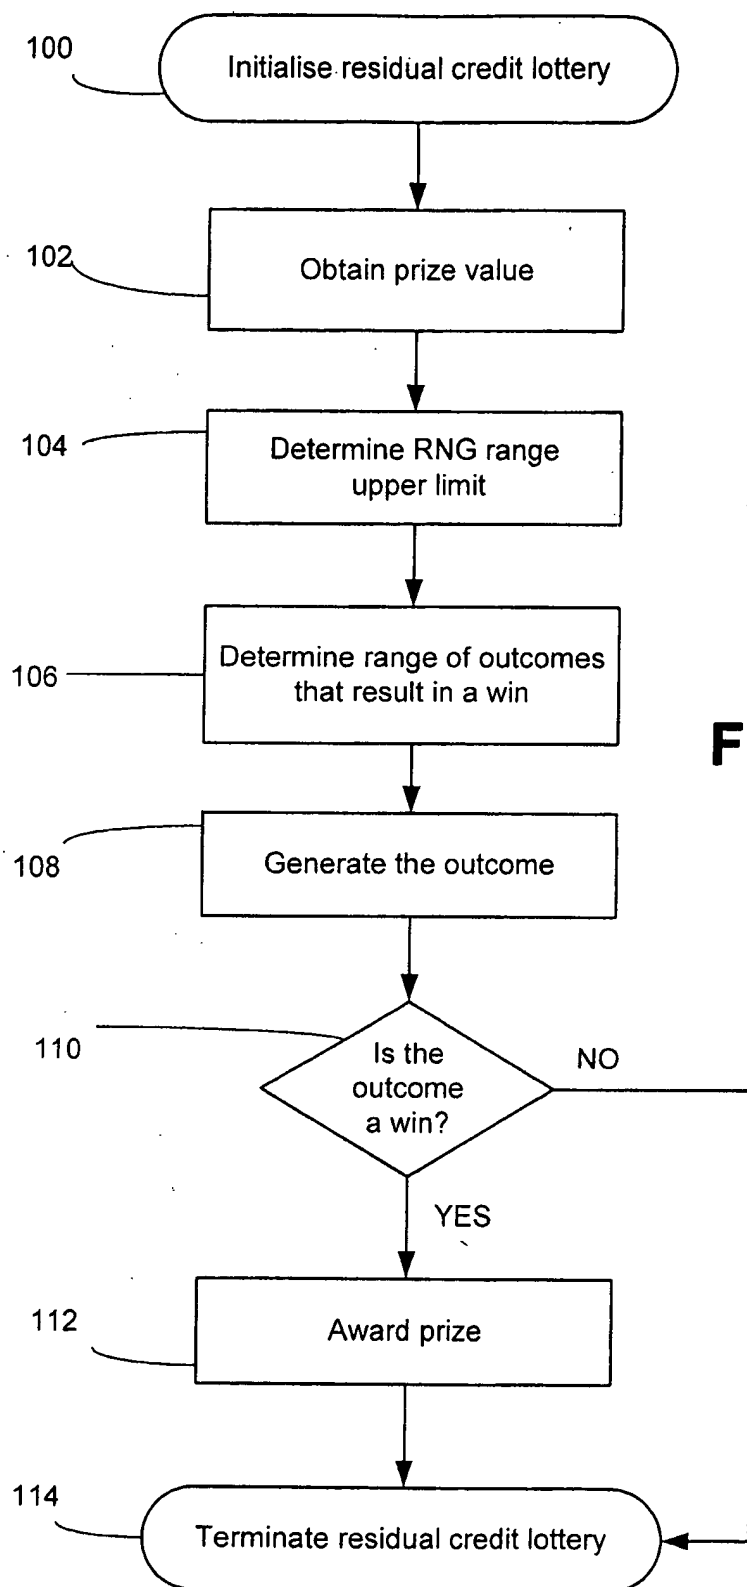 100
Initialise residual credit lottery
102
Obtain prize value
104
Determine RNG range
upper limit
106
Determine range of outcomes
that result in a win
F
108
Generate the outcome
110
Is the
outcome
a win?
NO
YES
112
Award prize
114
Terminate residual credit lottery